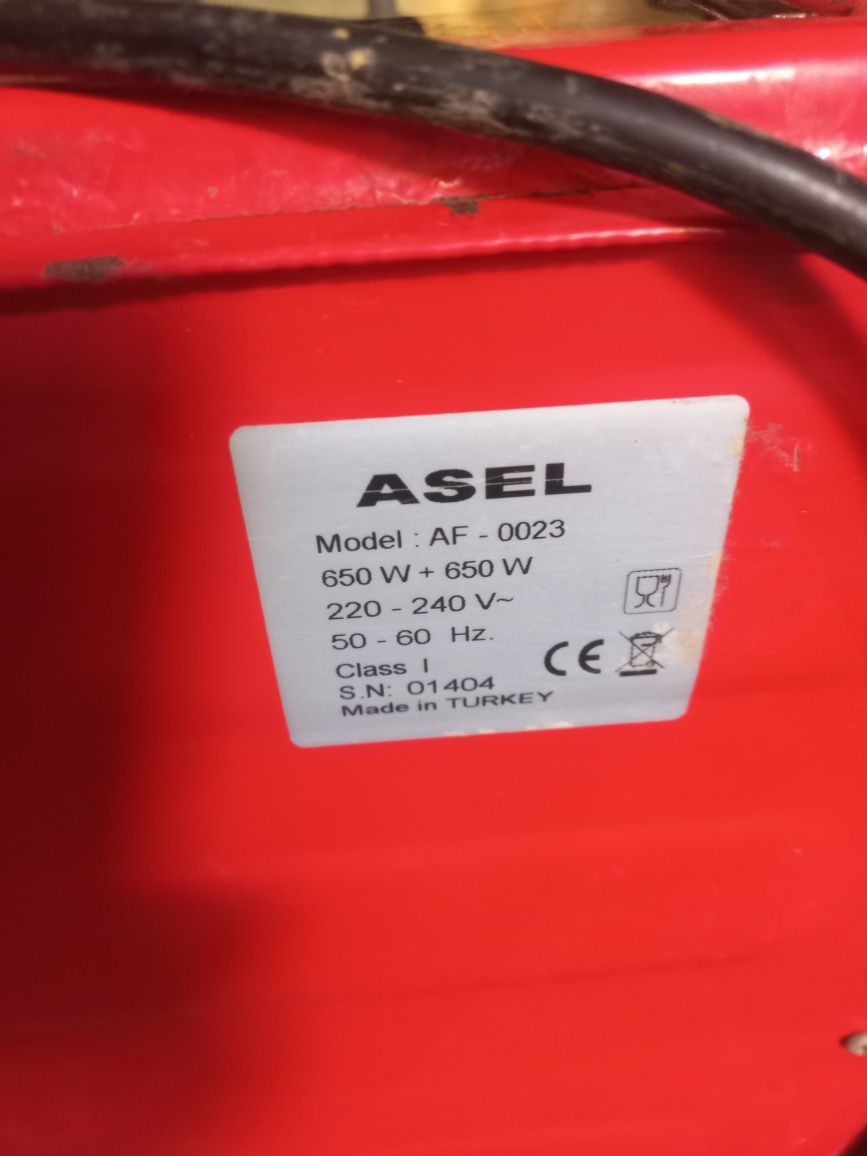 ASEL
Model : AF - 0023
650 W + 650 W
220 - 240 V~
50 - 60 Hz.
Class I
S.N: 01404
Made in TURKEY
CE